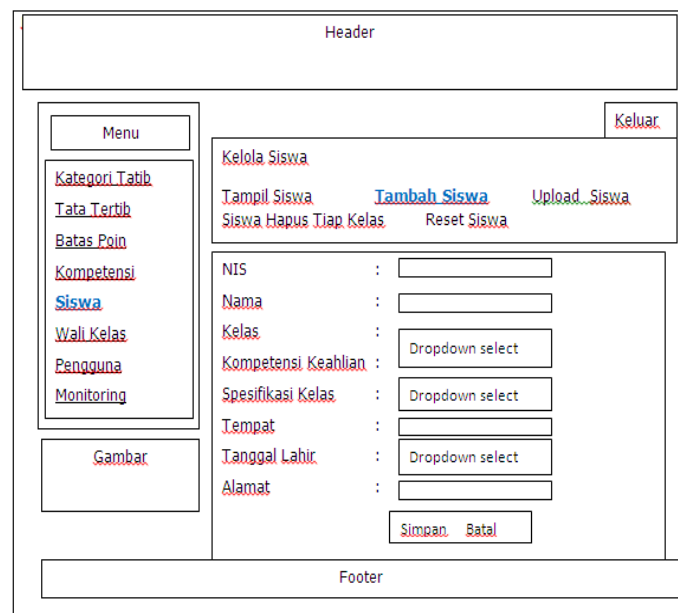 Header
Menu
Kategori Tatib
Tata Tertib
Batas Poin
Kompetensi
Siswa
Wali Kelas
Pengguna
Monitoring
Gambar
Keluar
Kelola Siswa
Tampil Siswa Tambah Siswa Upload Siswa
Siswa Hapus Tiap Kelas Reset Siswa
NIS :
Nama :
Kelas :
Dropdown select
Kompetensi Keahlian :
Spesifikasi Kelas : Dropdown select
Tempat :
Tanggal Lahir : Dropdown select
Alamat :
Simpan Batal
Footer